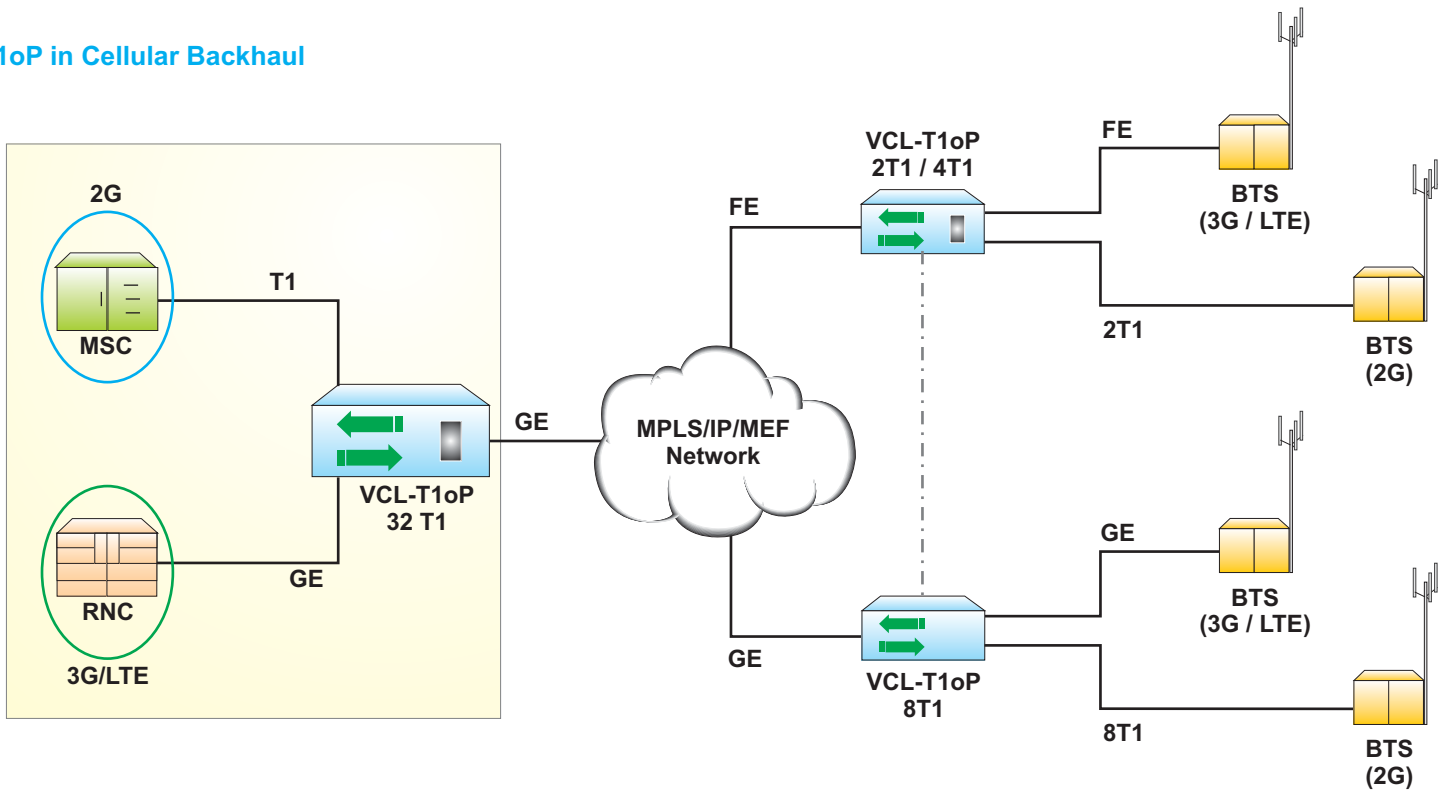 1oP in Cellular Backhaul
2G
MSC
T1
VCL-T1oP
32 T1
GE
RNC
3G/LTE
GE
MPLS/IP/MEF
Network
FE
VCL-T1oP
2T1 / 4T1
FE
BTS
(3G / LTE)
2T1
BTS
(2G)
GE
VCL-T1oP
8T1
GE
BTS
(3G / LTE)
8T1
BTS
(2G)